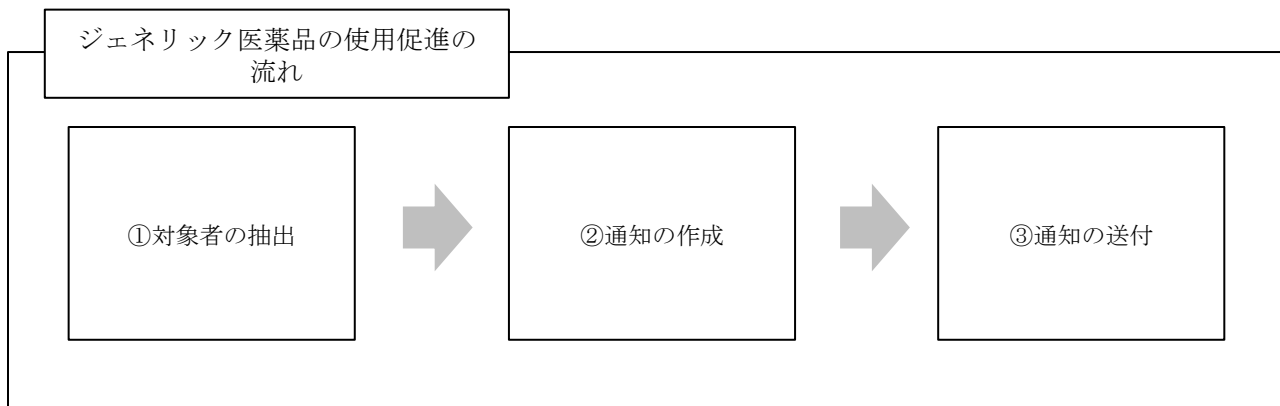 ジェネリック医薬品の使用促進の
流れ
①対象者の抽出
②通知の作成
③通知の送付